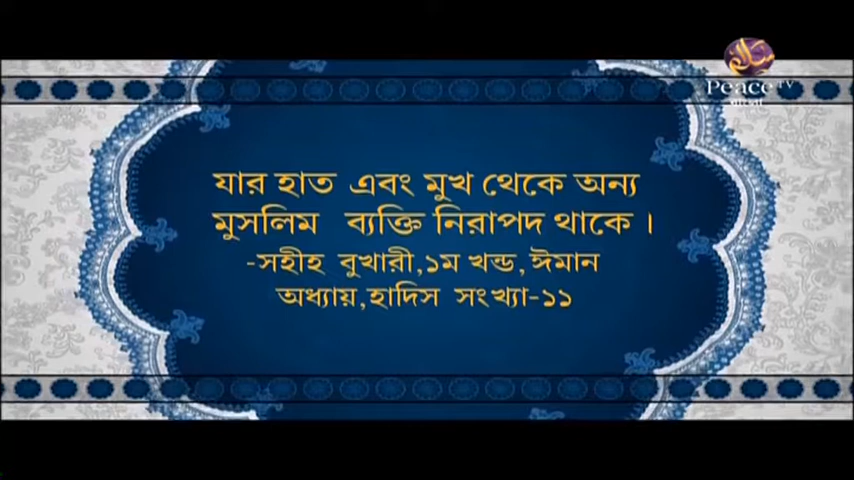 Peace TV
বাংলা
যার হাত এবং মুখ থেকে অন্য
মুসলিম ব্যক্তি নিরাপদ থাকে ।
-সহীহ বুখারী,১ম খন্ড,ঈমান
অধ্যায়,হাদিস সংখ্যা-১১